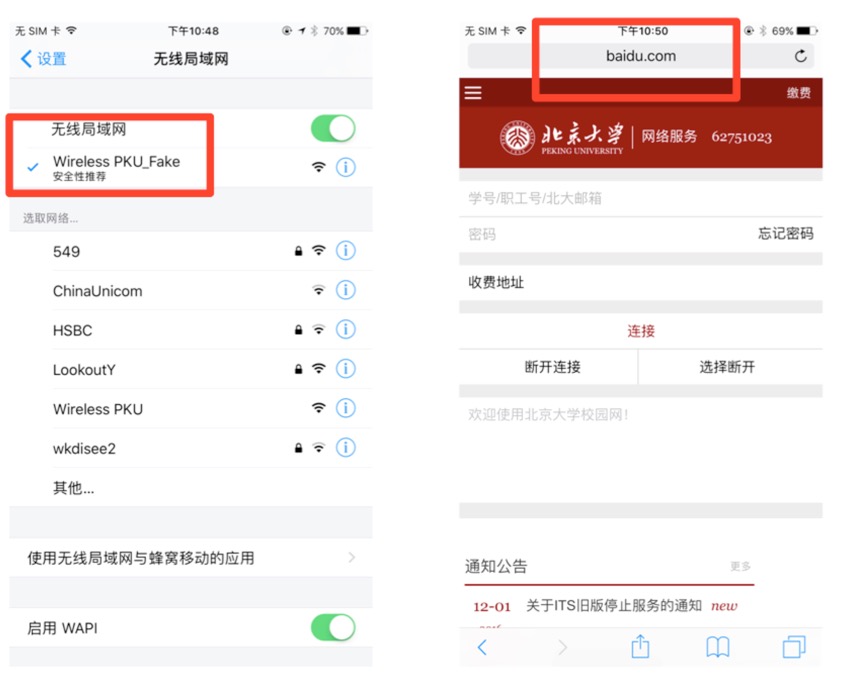 无 SIM 卡
下午10:48
70%
设置
无线局域网
无线局域网
Wireless PKU_Fake
安全性推荐
选取网络...
549
ChinaUnicom
HSBC
LookoutY
Wireless PKU
wkdisee2
其他...
使用无线局域网与蜂窝移动的应用
启用 WAPI
无 SIM 卡
下午10:50
69%
baidu.com
缴费
北京大学
PEKING UNIVERSITY
网络服务 62751023
学号/职工号/北大邮箱
密码
忘记密码
收费地址
连接
断开连接
选择断开
欢迎使用北京大学校园网!
通知公告
更多
12-01 关于ITS旧版停止服务的通知 new